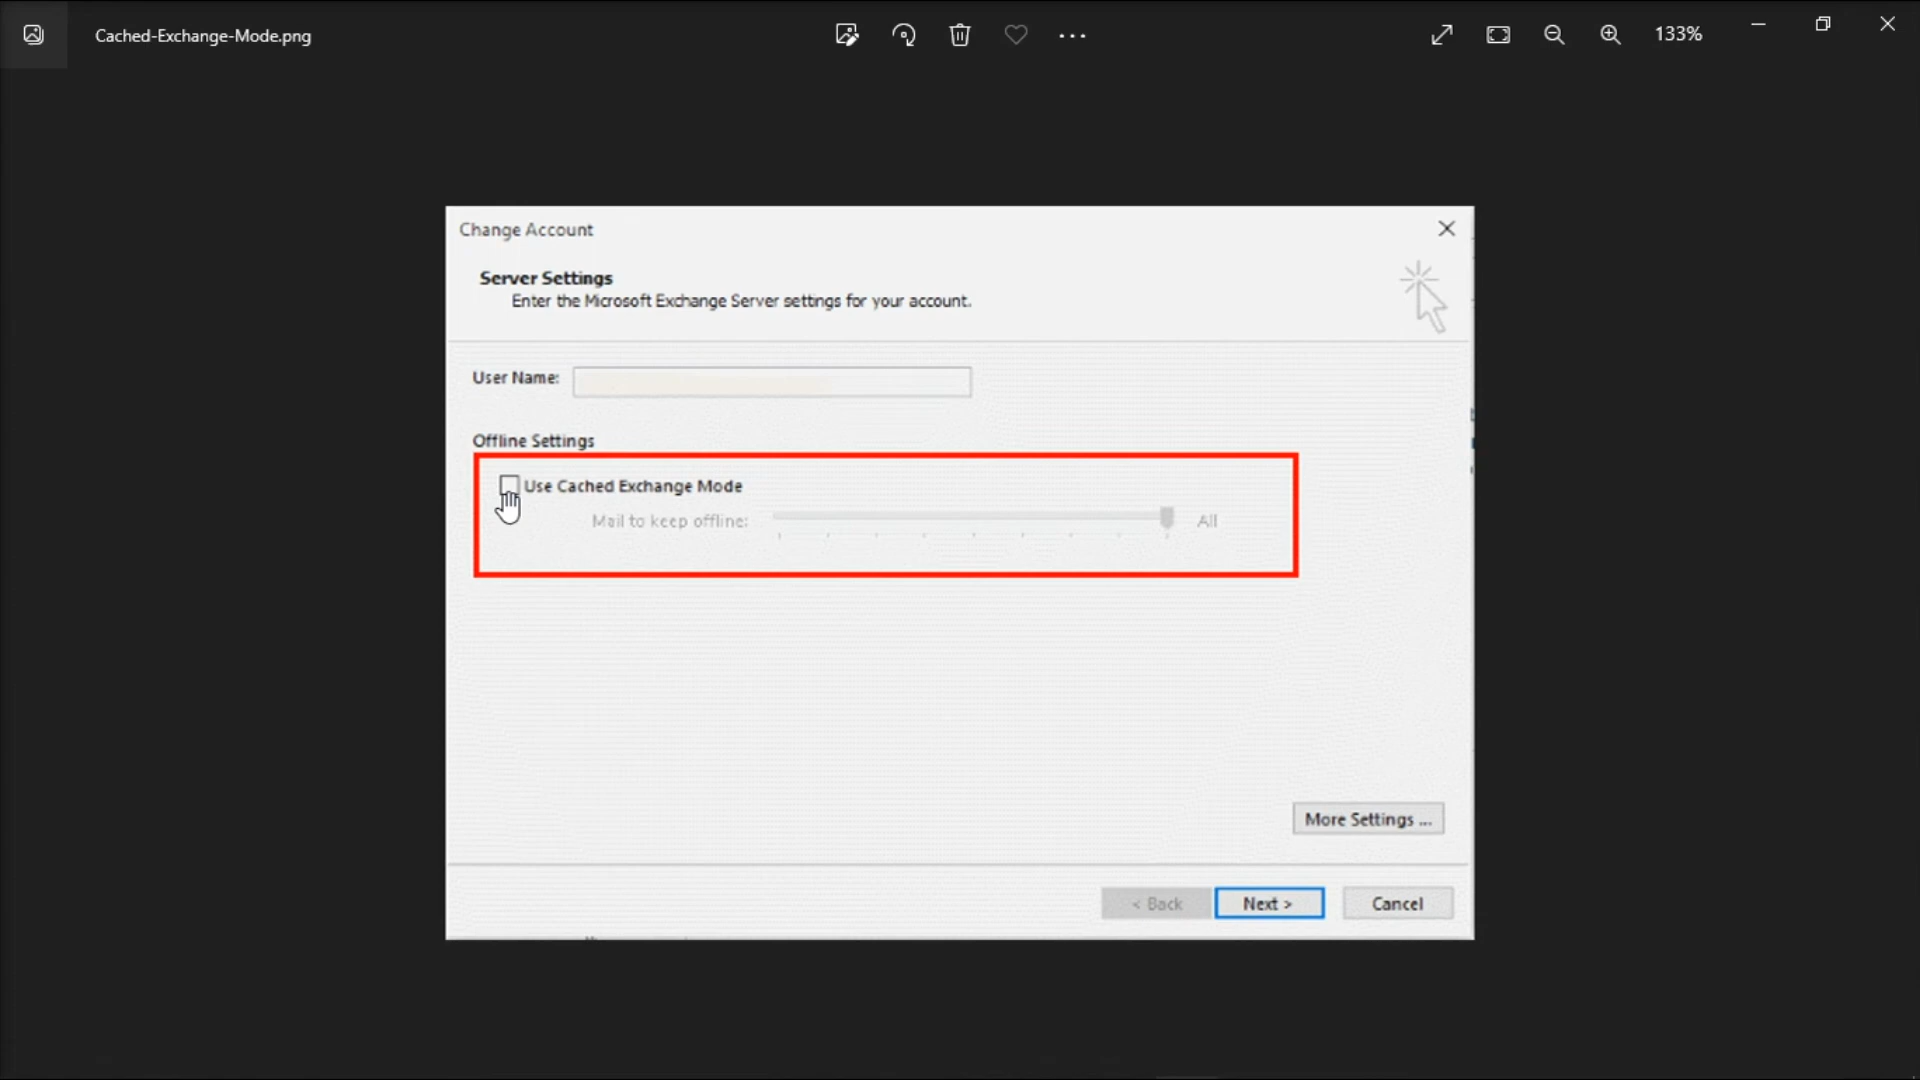 Cached-Exchange-Mode.png
133%
Change Account
Server Settings
Enter the Microsoft Exchange Server settings for your account.
User Name:
Offline Settings
Use Cached Exchange Mode
Mail to keep offline:
All
More Settings ...
< Back
Next >
Cancel